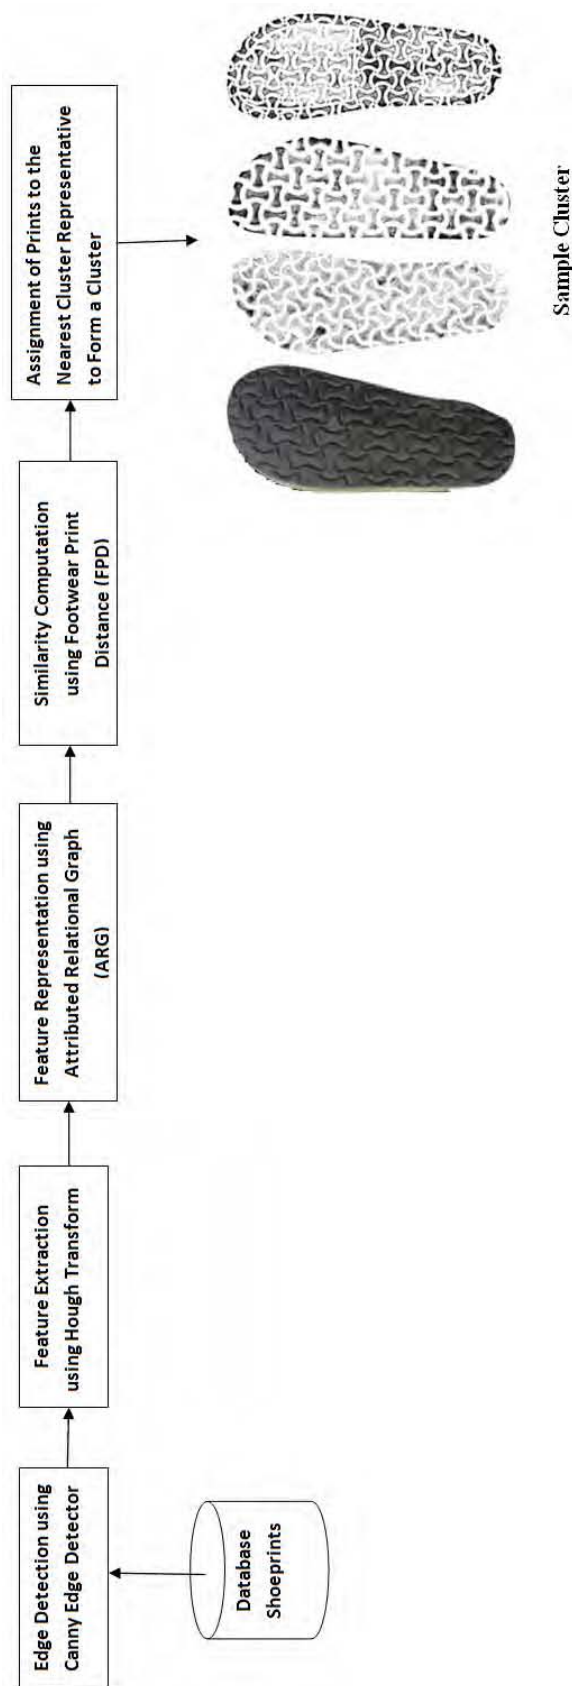 Database
Shoeprints
Edge Detection using
Canny Edge Detector
Feature Extraction
using Hough Transform
Feature Representation using
Attributed Relational Graph
(ARG)
Similarity Computation
using Footwear Print
Distance (FPD)
Assignment of Prints to the
Nearest Cluster Representative
to Form a Cluster
Sample Cluster